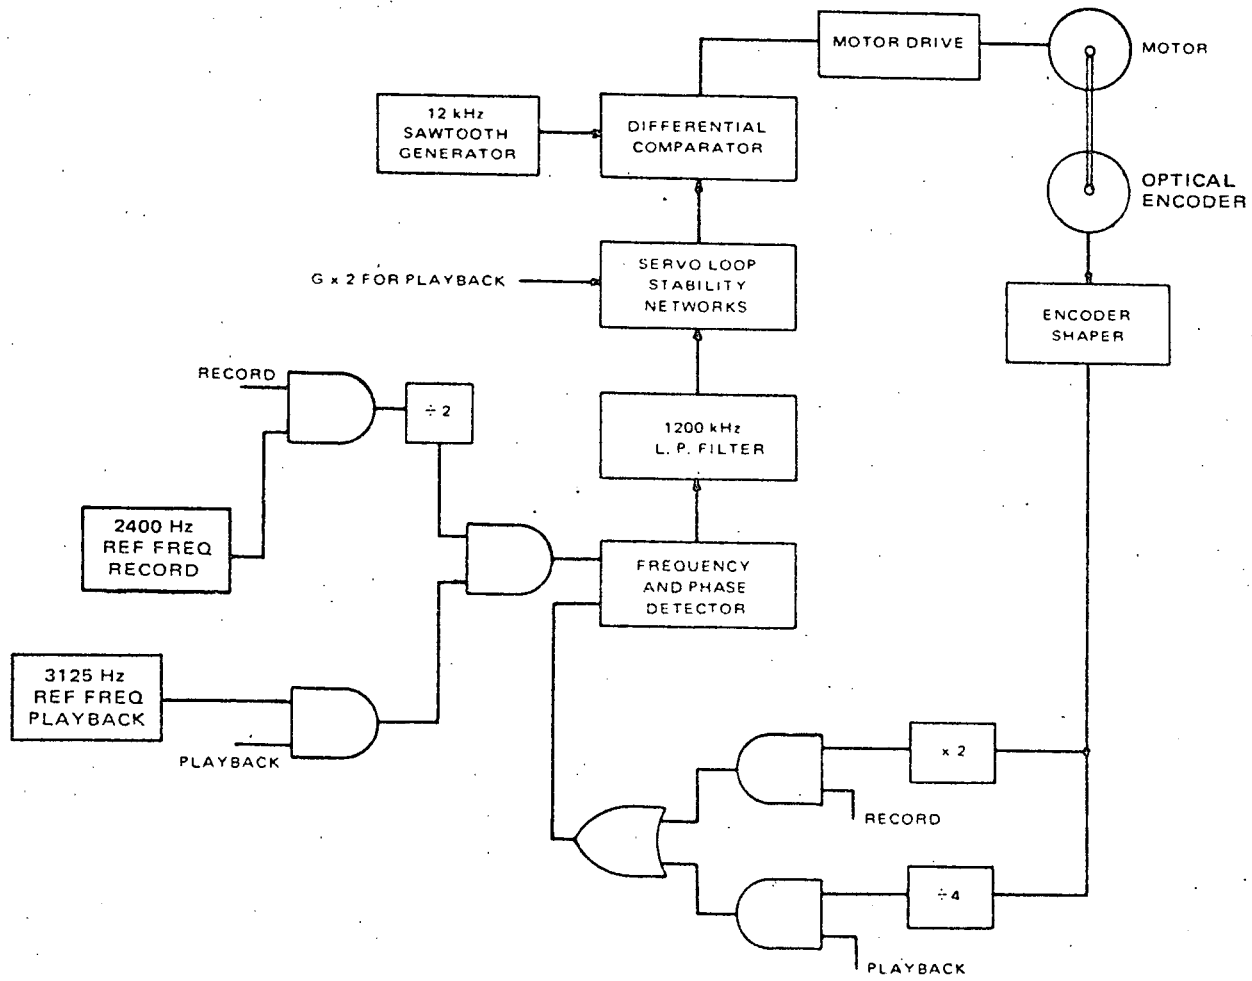 MOTOR DRIVE
MOTOR
12 kHz
SAWTOOTH
GENERATOR
DIFFERENTIAL
COMPARATOR
OPTICAL
ENCODER
G x 2 FOR PLAYBACK
SERVO LOOP
STABILITY
NETWORKS
ENCODER
SHAPER
RECORD
÷ 2
1200 kHz
L. P. FILTER
2400 Hz
REF FREQ
RECORD
FREQUENCY
AND PHASE
DETECTOR
3125 Hz
REF FREQ
PLAYBACK
PLAYBACK
x 2
RECORD
÷4
PLAYBACK